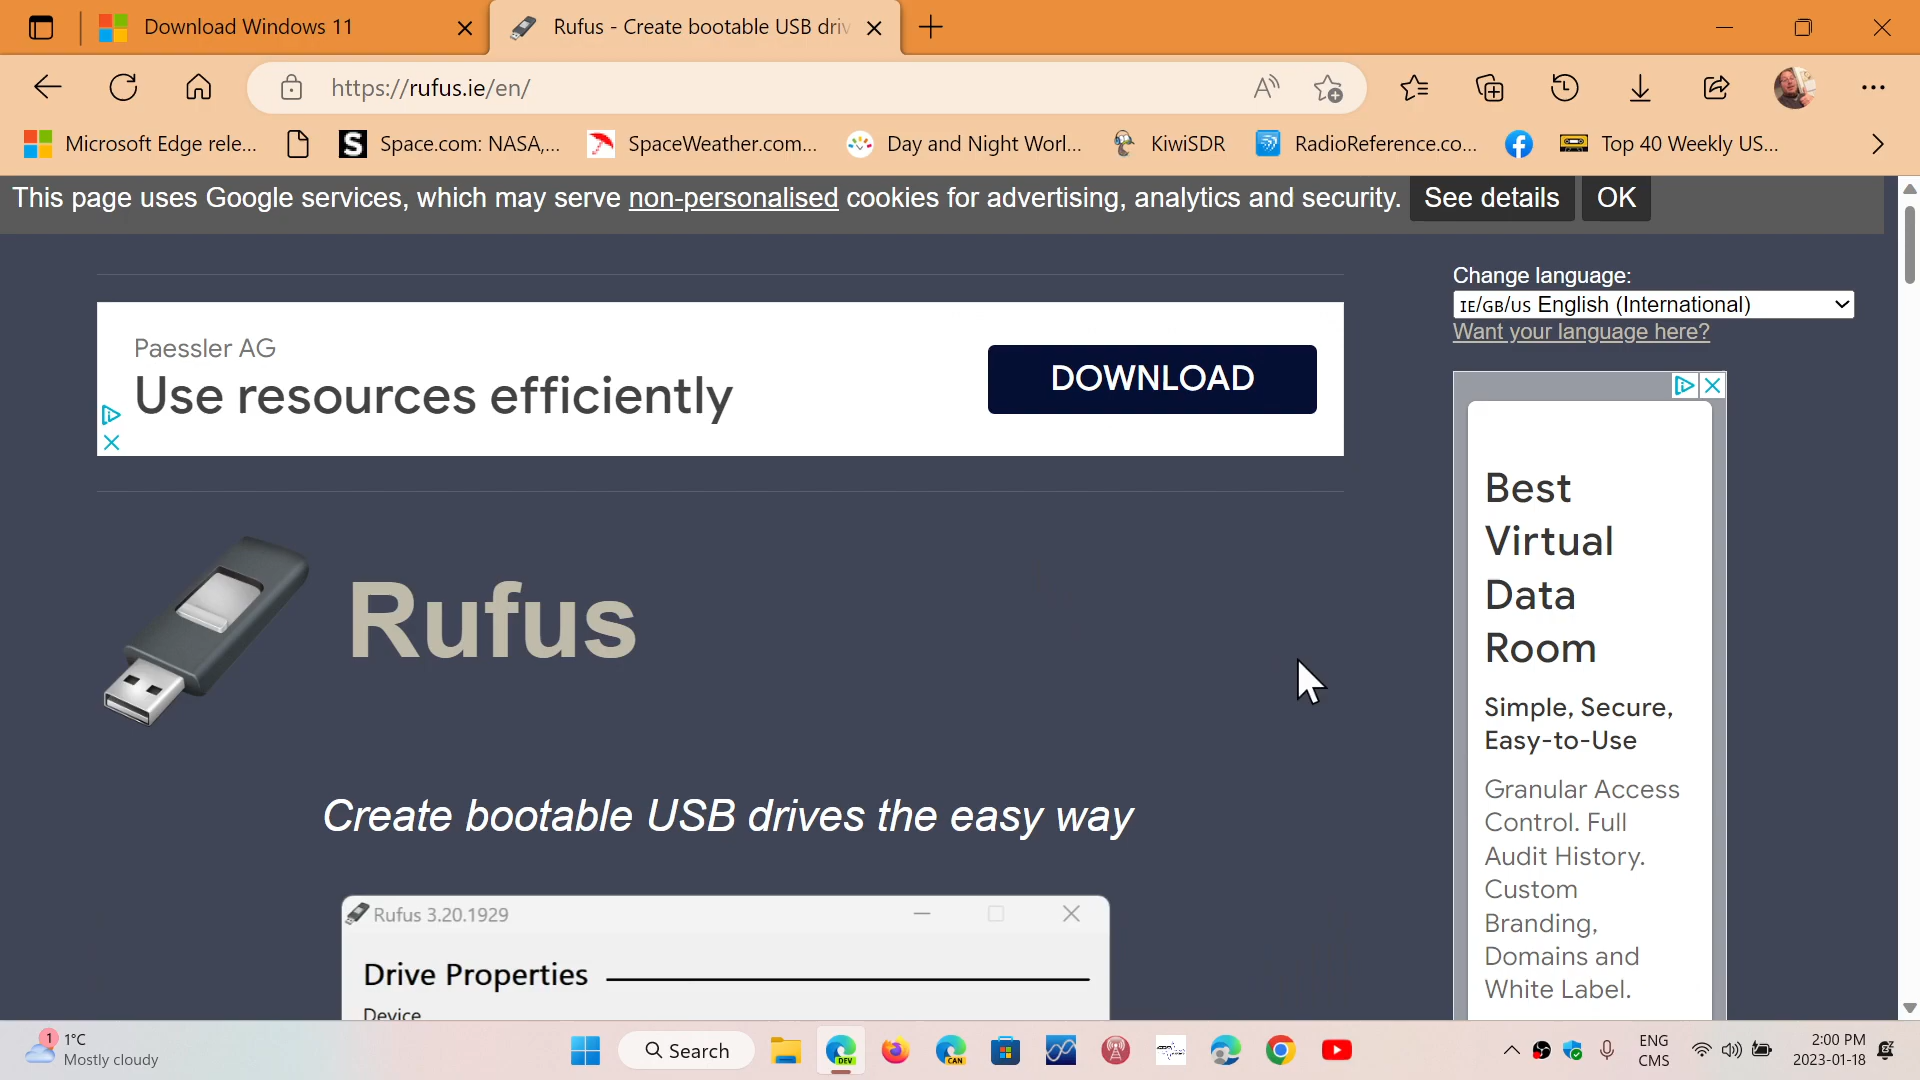 Download Windows 11
Rufus - Create bootable USB driv
https://rufus.ie/en/
Microsoft Edge rele...
Space.com: NASA,...
SpaceWeather.com...
Day and Night Worl...
KiwiSDR
RadioReference.co...
Top 40 Weekly US...
This page uses Google services, which may serve non-personalised cookies for advertising, analytics and security. See details OK
Change language:
IE/GB/US English (International)
Want your language here?
Paessler AG
Use resources efficiently
DOWNLOAD
Rufus
Create bootable USB drives the easy way
Rufus 3.20.1929
Drive Properties
Device
Best
Virtual
Data
Room
Simple, Secure,
Easy-to-Use
Granular Access
Control. Full
Audit History.
Custom
Branding,
Domains and
White Label.
1
1°C
Mostly cloudy
Search
DEV
CAN
ENG
CMS
2:00 PM
2023-01-18